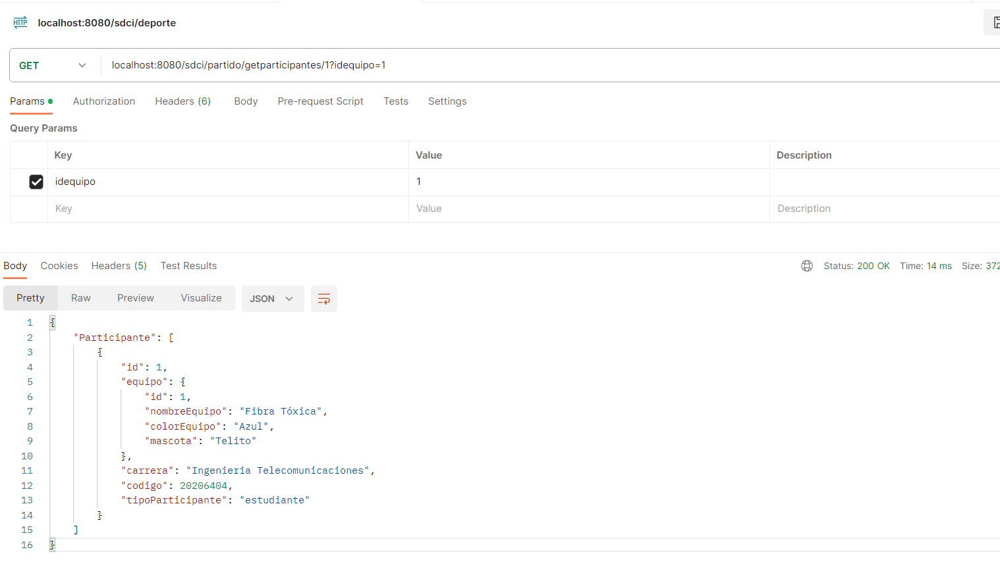 HTTP localhost:8080/sdci/deporte
GET localhost:8080/sdci/partido/getparticipantes/1?idequipo=1
Params Authorization Headers (6) Body Pre-request Script Tests Settings
Query Params
Key Value Description
idequipo 1
Key Value Description
Body Cookies Headers (5) Test Results Status: 200 OK Time: 14 ms Size: 372
Pretty Raw Preview Visualize JSON
1 {
2 "Participante": [
3 {
4 "id": 1,
5 "equipo": {
6 "id": 1,
7 "nombreEquipo": "Fibra Tóxica",
8 "colorEquipo": "Azul",
9 "mascota": "Telito"
10 },
11 "carrera": "Ingenieria Telecomunicaciones",
12 "codigo": 20206404,
13 "tipoParticipante": "estudiante"
14 }
15 ]
16 }